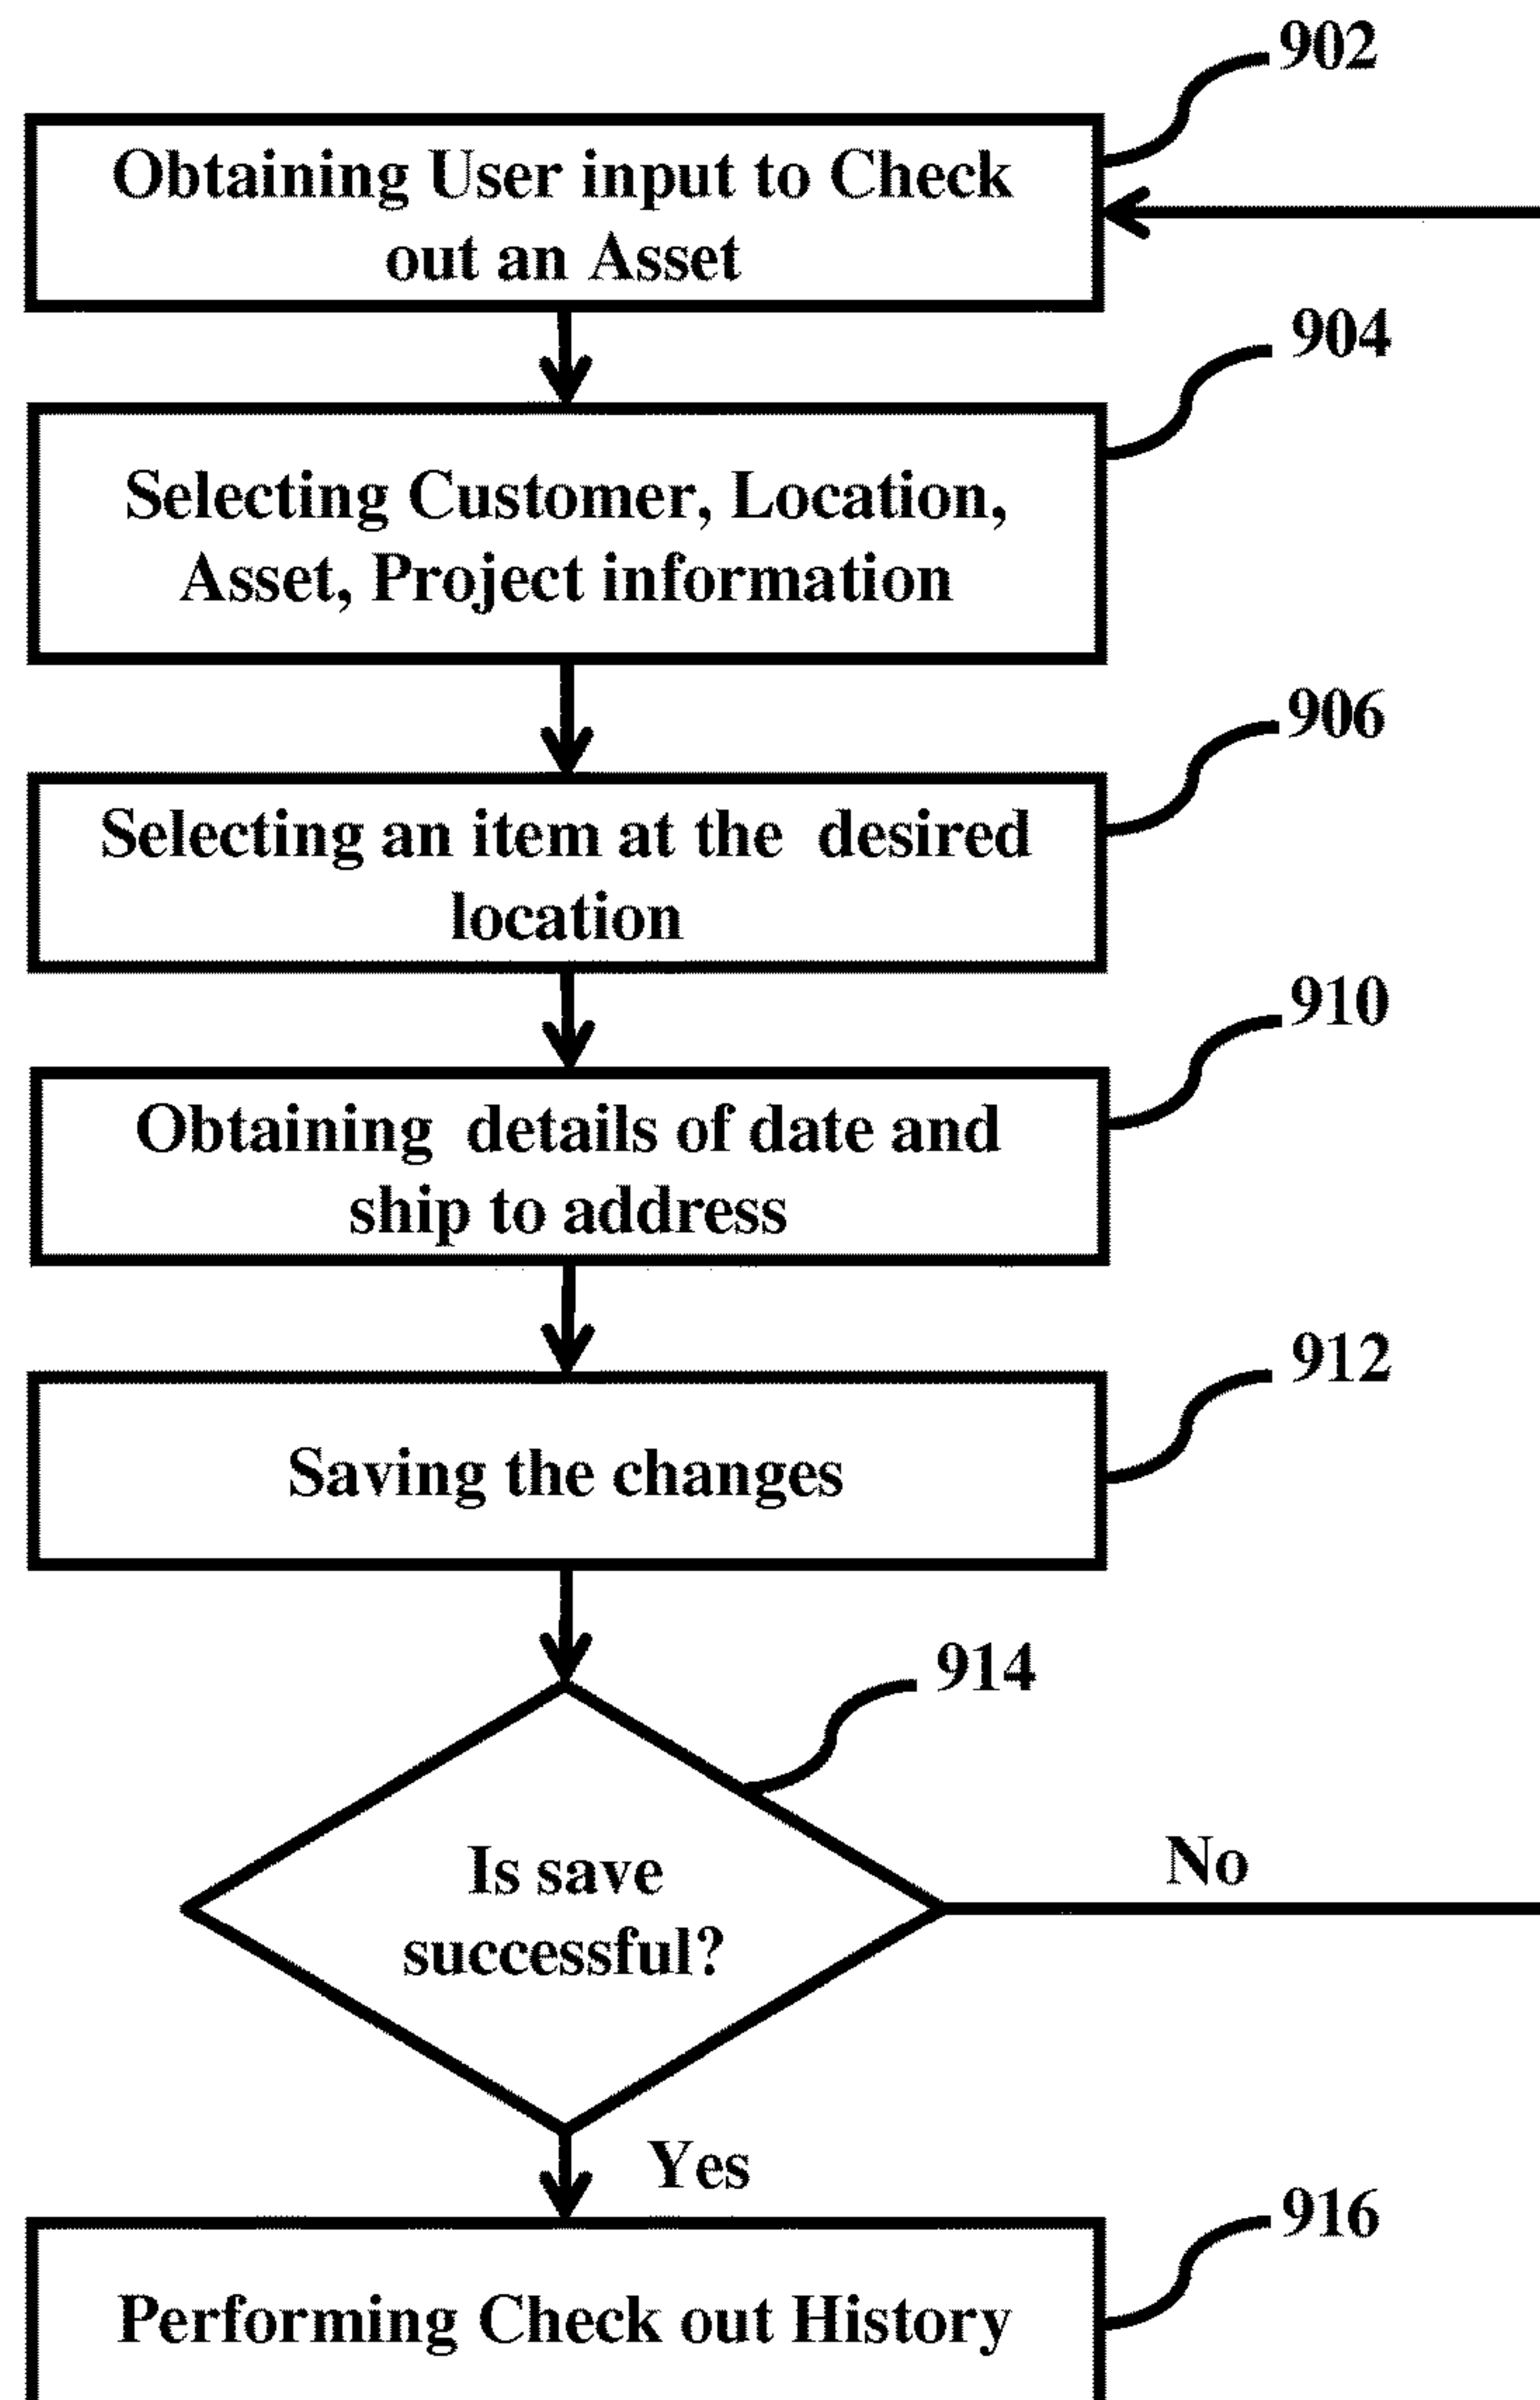 902
Obtaining User input to Check
out an Asset
904
Selecting Customer, Location,
Asset, Project information
906
Selecting an item at the desired
location
910
Obtaining details of date and
ship to address
912
Saving the changes
914
Is save
successful?
No
Yes
916
Performing Check out History